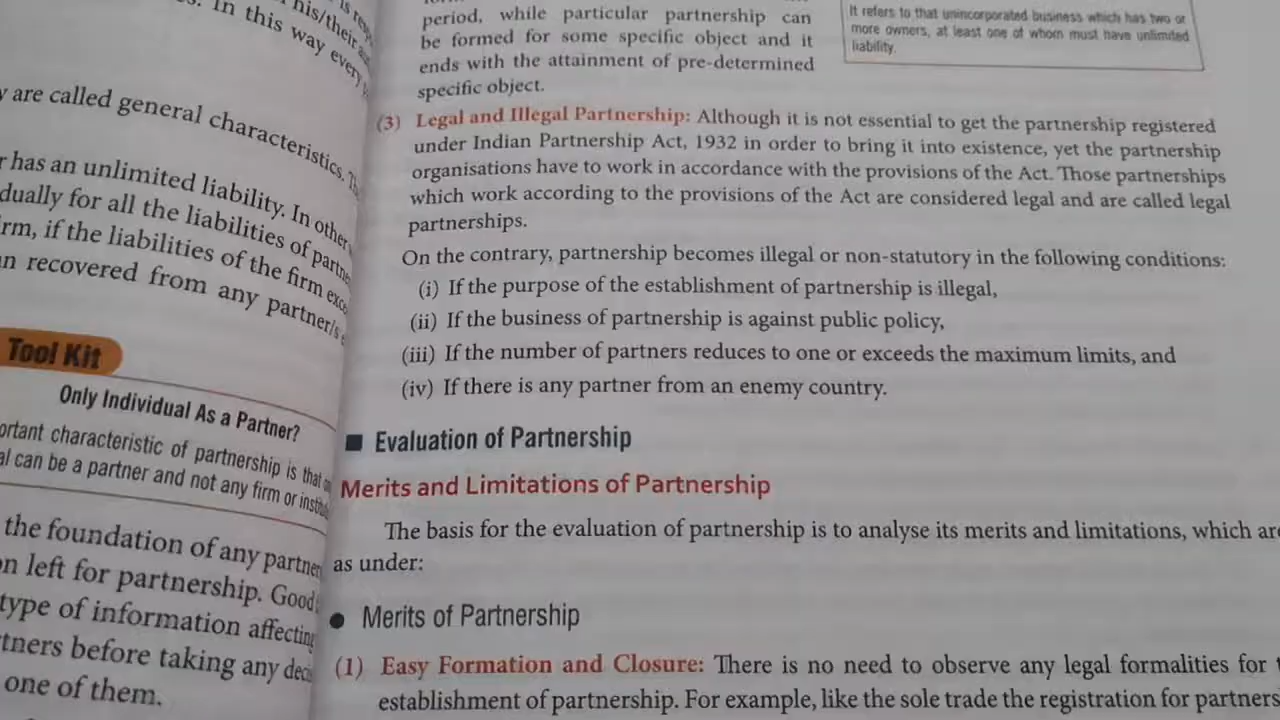 In this way every
y are called general characteristics.
r has an unlimited liability. In other
dually for all the liabilities of
rm, if the liabilities of the firm
n recovered from any partner/s
Tool Kit
Only Individual As a Partner?
ortant characteristic of partnership is that
al can be a partner and not any firm or
the foundation of any
n left for partnership. Good
type of information affecting
tners before taking any
one of them.
period, while particular partnership can
be formed for some specific object and it
ends with the attainment of pre-determined
specific object.
It refers to that unincorporated business which has two or
more owners, at least one of whom must have unlimited
liability.
(3) Legal and Illegal Partnership: Although it is not essential to get the partnership registered
under Indian Partnership Act, 1932 in order to bring it into existence, yet the partnership
organisations have to work in accordance with the provisions of the Act. Those partnerships
which work according to the provisions of the Act are considered legal and are called legal
partnerships.
On the contrary, partnership becomes illegal or non-statutory in the following conditions:
(i) If the purpose of the establishment of partnership is illegal,
(ii) If the business of partnership is against public policy,
(iii) If the number of partners reduces to one or exceeds the maximum limits, and
(iv) If there is any partner from an enemy country.
Evaluation of Partnership
Merits and Limitations of Partnership
The basis for the evaluation of partnership is to analyse its merits and limitations, which are
as under:
● Merits of Partnership
(1) Easy Formation and Closure: There is no need to observe any legal formalities for
establishment of partnership. For example, like the sole trade the registration for partners